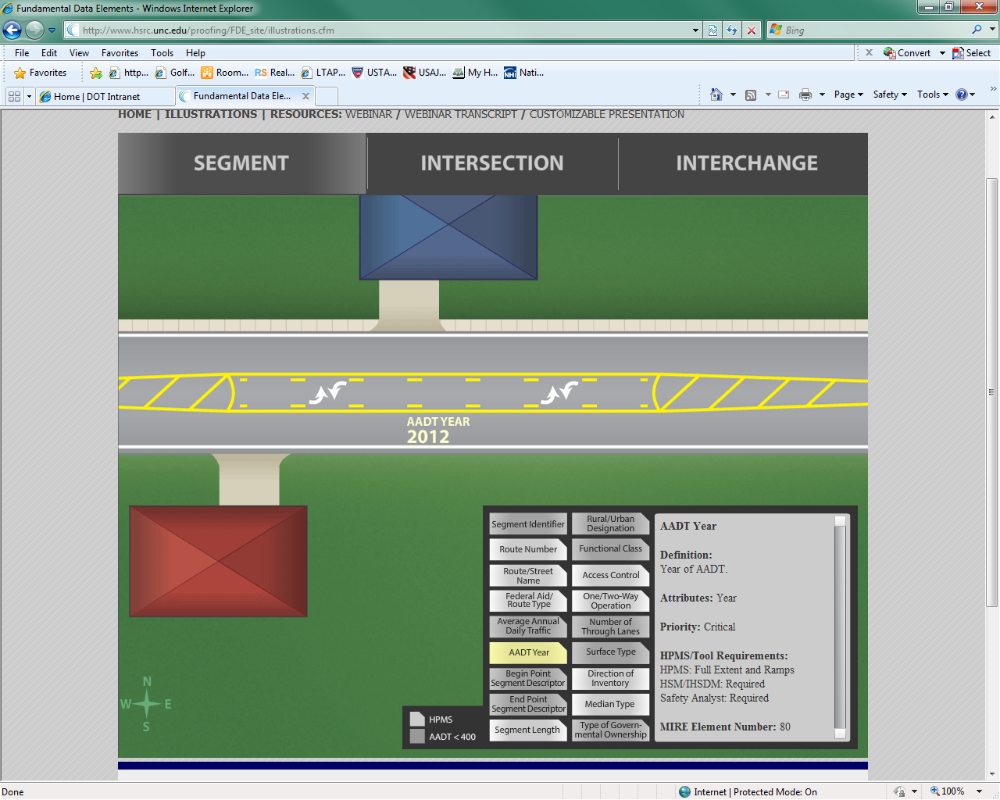 Fundamental Data Elements - Windows Internet Explorer
http://www.hsrc.unc.edu/proofing/FDE_site/illustrations.cfm
Bing
File Edit View Favorites Tools Help
Convert Select
Favorites http... Golf... Room... RS Real... LTAP... USTA... USAJ... My H... NH Nati...
Home | DOT Intranet
Fundamental Data Ele...
Page Safety Tools
HOME | ILLUSTRATIONS | RESOURCES: WEBINAR / WEBINAR TRANSCRIPT / CUSTOMIZABLE PRESENTATION
SEGMENT
INTERSECTION
INTERCHANGE
AADT YEAR
2012
N
W E
S
HPMS
AADT < 400
Segment Identifier
Route Number
Route/Street
Name
Federal Aid/
Route Type
Average Annual
Daily Traffic
AADT Year
Begin Point
Segment Descriptor
End Point
Segment Descriptor
Segment Length
Rural/Urban
Designation
Functional Class
Access Control
One/Two-Way
Operation
Number of
Through Lanes
Surface Type
Direction of
Inventory
Median Type
Type of Govern-
mental Ownership
AADT Year
Definition:
Year of AADT.
Attributes: Year
Priority: Critical
HPMS/Tool Requirements:
HPMS: Full Extent and Ramps
HSM/IHSDM: Required
Safety Analyst: Required
MIRE Element Number: 80
Done
Internet | Protected Mode: On
100%